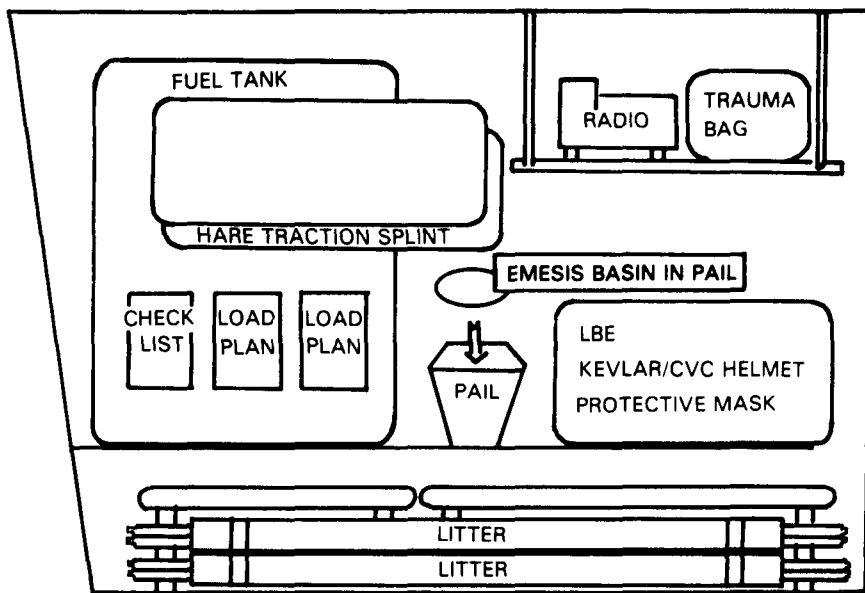 FUEL TANK
RADIO
TRAUMA
BAG
HARE TRACTION SPLINT
EMESIS BASIN IN PAIL
CHECK
LIST
LOAD
PLAN
LOAD
PLAN
PAIL
LBE
KEVLAR/CVC HELMET
PROTECTIVE MASK
LITTER
LITTER